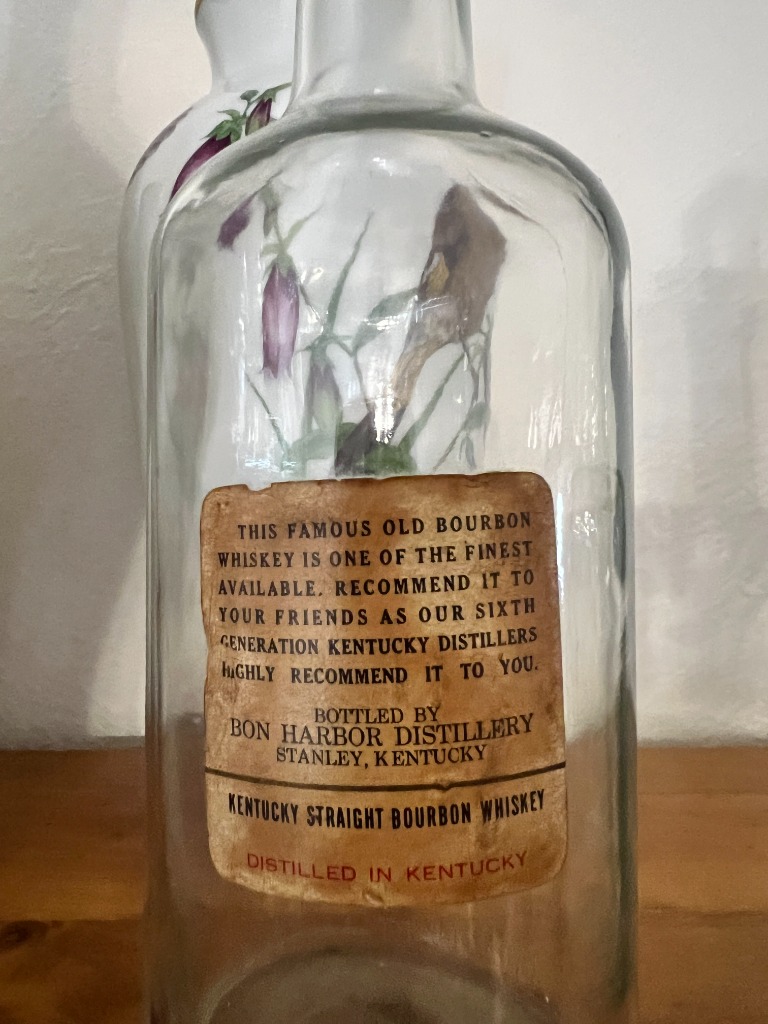 THIS FAMOUS OLD BOURBON
WHISKEY IS ONE OF THE FINEST
AVAILABLE. RECOMMEND IT TO
YOUR FRIENDS AS OUR SIXTH
GENERATION KENTUCKY DISTILLERS
HIGHLY RECOMMEND IT TO YOU.
BOTTLED BY
BON HARBOR DISTILLERY
STANLEY, KENTUCKY
KENTUCKY STRAIGHT BOURBON WHISKEY
DISTILLED IN KENTUCKY